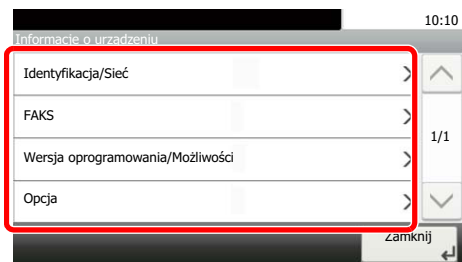 10:10
Informacje o urządzeniu
Identyfikacja/Sieć
FAKS
1/1
Wersja oprogramowania/Możliwości
Opcja
Zamknij